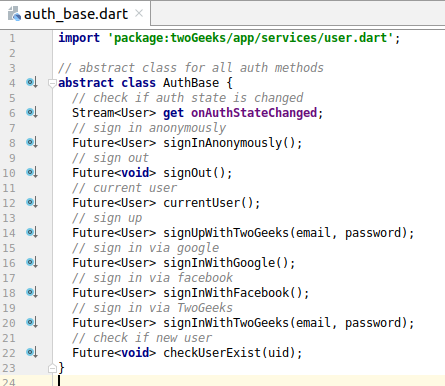 auth_base.dart
1 import 'package:twoGeeks/app/services/user.dart';
2
3 // abstract class for all auth methods
4 abstract class AuthBase {
5 // check if auth state is changed
6 Stream<User> get onAuthStateChanged;
7 // sign in anonymously
8 Future<User> signInAnonymously();
9 // sign out
10 Future<void> signOut();
11 // current user
12 Future<User> currentUser();
13 // sign up
14 Future<User> signUpWithTwoGeeks(email, password);
15 // sign in via google
16 Future<User> signInWithGoogle();
17 // sign in via facebook
18 Future<User> signInWithFacebook();
19 // sign in via TwoGeeks
20 Future<User> signInWithTwoGeeks(email, password);
21 // check if new user
22 Future<void> checkUserExist(uid);
23 }
24